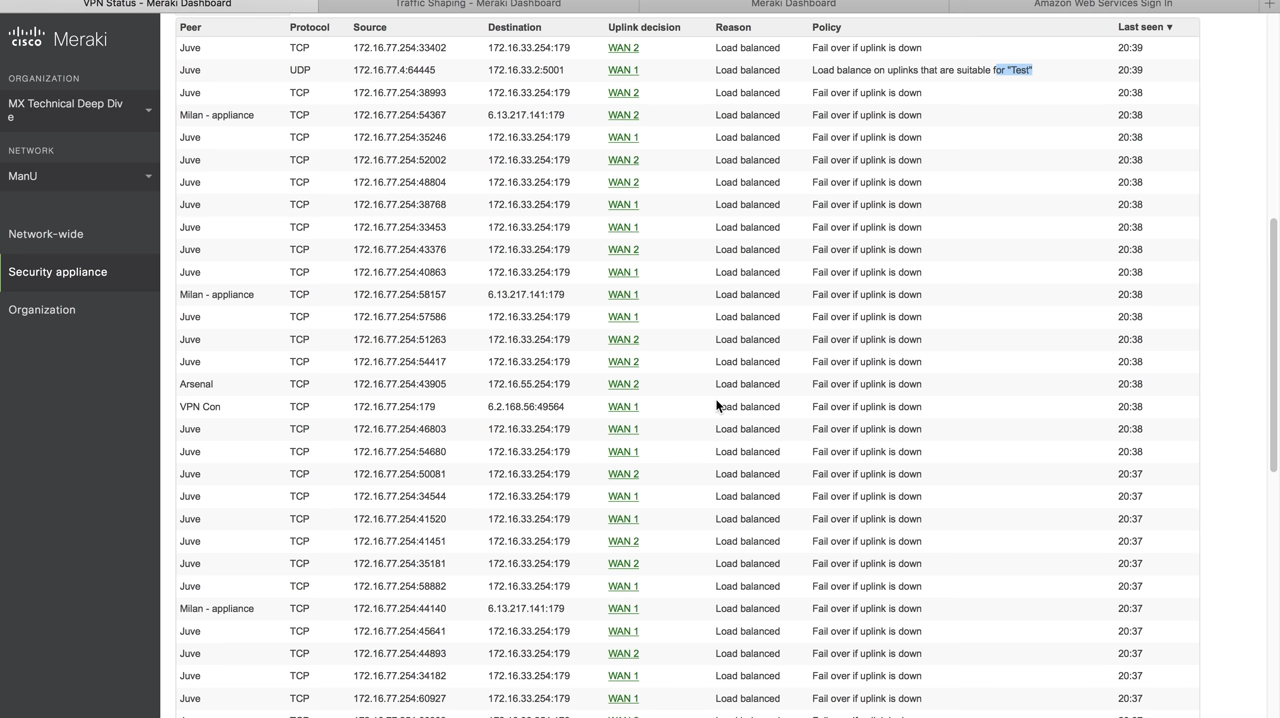 VPN Status - Meraki Dashboard Traffic Shaping - Meraki Dashboard Meraki Dashboard Amazon Web Services Sign In
cisco Meraki
ORGANIZATION
MX Technical Deep Div
e
NETWORK
ManU
Network-wide
Security appliance
Organization
Peer Protocol Source Destination Uplink decision Reason Policy Last seen ▼
Juve TCP 172.16.77.254:33402 172.16.33.254:179 WAN 2 Load balanced Fail over if uplink is down 20:39
Juve UDP 172.16.77.4:64445 172.16.33.2:5001 WAN 1 Load balanced Load balance on uplinks that are suitable for "Test" 20:39
Juve TCP 172.16.77.254:38993 172.16.33.254:179 WAN 2 Load balanced Fail over if uplink is down 20:38
Milan - appliance TCP 172.16.77.254:54367 6.13.217.141:179 WAN 2 Load balanced Fail over if uplink is down 20:38
Juve TCP 172.16.77.254:35246 172.16.33.254:179 WAN 1 Load balanced Fail over if uplink is down 20:38
Juve TCP 172.16.77.254:52002 172.16.33.254:179 WAN 2 Load balanced Fail over if uplink is down 20:38
Juve TCP 172.16.77.254:48804 172.16.33.254:179 WAN 2 Load balanced Fail over if uplink is down 20:38
Juve TCP 172.16.77.254:38768 172.16.33.254:179 WAN 1 Load balanced Fail over if uplink is down 20:38
Juve TCP 172.16.77.254:33453 172.16.33.254:179 WAN 1 Load balanced Fail over if uplink is down 20:38
Juve TCP 172.16.77.254:43376 172.16.33.254:179 WAN 2 Load balanced Fail over if uplink is down 20:38
Juve TCP 172.16.77.254:40863 172.16.33.254:179 WAN 1 Load balanced Fail over if uplink is down 20:38
Milan - appliance TCP 172.16.77.254:58157 6.13.217.141:179 WAN 1 Load balanced Fail over if uplink is down 20:38
Juve TCP 172.16.77.254:57586 172.16.33.254:179 WAN 1 Load balanced Fail over if uplink is down 20:38
Juve TCP 172.16.77.254:51263 172.16.33.254:179 WAN 2 Load balanced Fail over if uplink is down 20:38
Juve TCP 172.16.77.254:54417 172.16.33.254:179 WAN 2 Load balanced Fail over if uplink is down 20:38
Arsenal TCP 172.16.77.254:43905 172.16.55.254:179 WAN 2 Load balanced Fail over if uplink is down 20:38
VPN Con TCP 172.16.77.254:179 6.2.168.56:49564 WAN 1 Load balanced Fail over if uplink is down 20:38
Juve TCP 172.16.77.254:46803 172.16.33.254:179 WAN 1 Load balanced Fail over if uplink is down 20:38
Juve TCP 172.16.77.254:54680 172.16.33.254:179 WAN 1 Load balanced Fail over if uplink is down 20:38
Juve TCP 172.16.77.254:50081 172.16.33.254:179 WAN 2 Load balanced Fail over if uplink is down 20:37
Juve TCP 172.16.77.254:34544 172.16.33.254:179 WAN 1 Load balanced Fail over if uplink is down 20:37
Juve TCP 172.16.77.254:41520 172.16.33.254:179 WAN 1 Load balanced Fail over if uplink is down 20:37
Juve TCP 172.16.77.254:41451 172.16.33.254:179 WAN 2 Load balanced Fail over if uplink is down 20:37
Juve TCP 172.16.77.254:35181 172.16.33.254:179 WAN 2 Load balanced Fail over if uplink is down 20:37
Juve TCP 172.16.77.254:58882 172.16.33.254:179 WAN 1 Load balanced Fail over if uplink is down 20:37
Milan - appliance TCP 172.16.77.254:44140 6.13.217.141:179 WAN 1 Load balanced Fail over if uplink is down 20:37
Juve TCP 172.16.77.254:45641 172.16.33.254:179 WAN 1 Load balanced Fail over if uplink is down 20:37
Juve TCP 172.16.77.254:44893 172.16.33.254:179 WAN 2 Load balanced Fail over if uplink is down 20:37
Juve TCP 172.16.77.254:34182 172.16.33.254:179 WAN 1 Load balanced Fail over if uplink is down 20:37
Juve TCP 172.16.77.254:60927 172.16.33.254:179 WAN 1 Load balanced Fail over if uplink is down 20:37